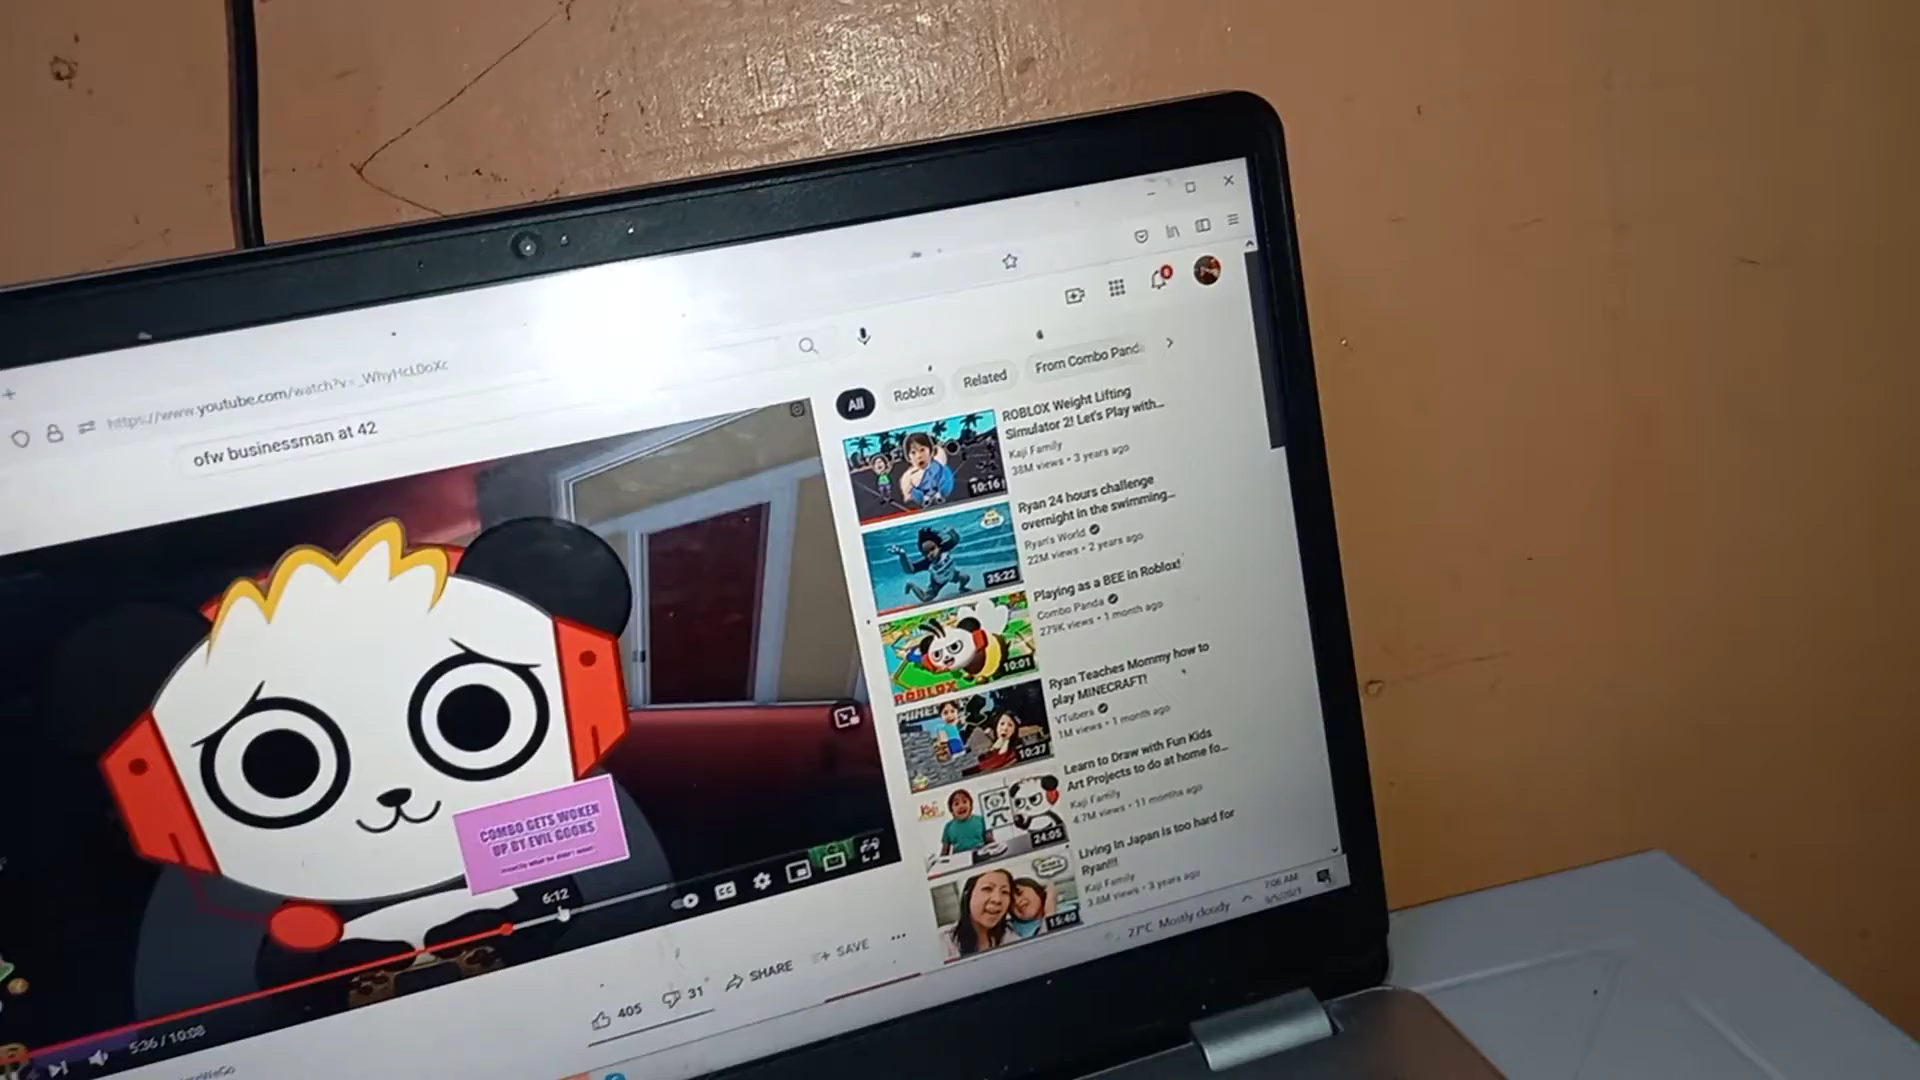 https://www.youtube.com/watch?v=_WhyHcL0oXc
ofw businessman at 42
All
Roblox
Related
From Combo Panda
ROBLOX Weight Lifting
Simulator 2! Let's Play with...
Kaji Family
38M views • 3 years ago
10:16
Ryan 24 hours challenge
overnight in the swimming...
Ryan's World
22M views • 2 years ago
35:22
Playing as a BEE in Roblox!
Combo Panda
279K views • 1 month ago
10:01
ROBLOX
Ryan Teaches Mommy how to
play MINECRAFT!
VTubers
1M views • 1 month ago
10:37
Learn to Draw with Fun Kids
Art Projects to do at home fo...
Kaji Family
4.7M views • 11 months ago
24:05
Living In Japan is too hard for
Ryan!!!
Kaji Family
3.8M views • 3 years ago
15:40
COMBO GETS WOKEN
UP BY EVIL GOONS
6:12
CC
5:36 / 10:08
405
31
SHARE
SAVE
27°C Mostly cloudy
7:06 AM